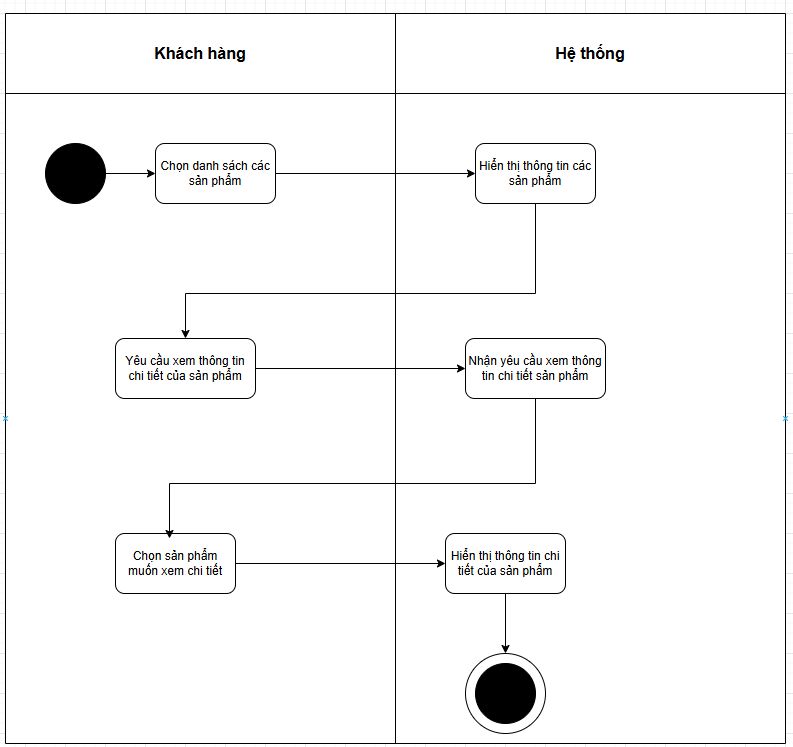 Khách hàng
Hệ thống
Chọn danh sách các
sản phẩm
Hiển thị thông tin các
sản phẩm
Yêu cầu xem thông tin
chi tiết của sản phẩm
Nhận yêu cầu xem thông
tin chi tiết sản phẩm
Chọn sản phẩm
muốn xem chi tiết
Hiển thị thông tin chi
tiết của sản phẩm